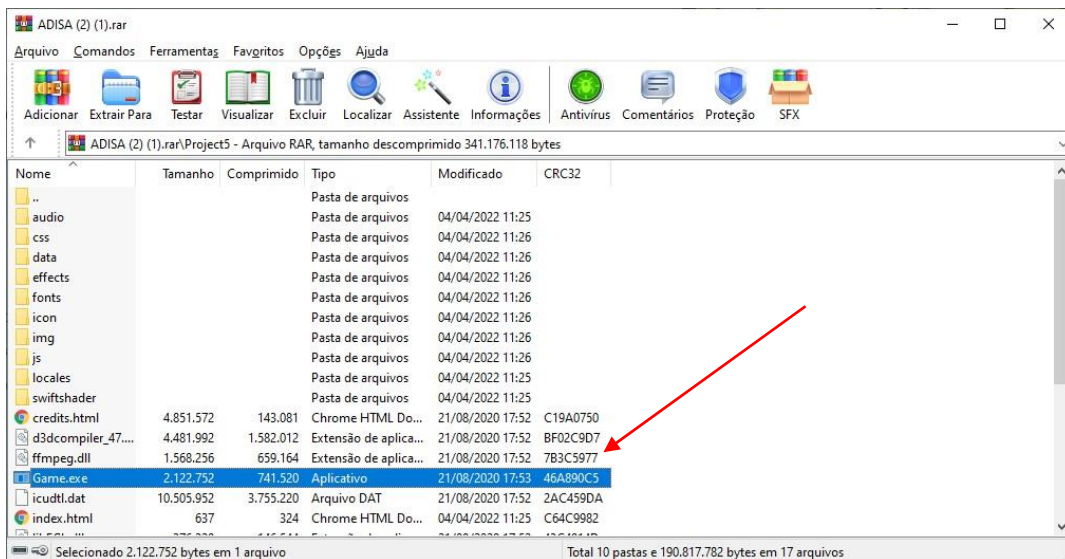 ADISA (2) (1).rar
Arquivo Comandos Ferramentas Favoritos Opções Ajuda
Adicionar Extrair Para Testar Visualizar Excluir Localizar Assistente Informações Antivírus Comentários Proteção SFX
ADISA (2) (1).rar\Project5 - Arquivo RAR, tamanho descomprimido 341.176.118 bytes
Nome Tamanho Comprimido Tipo Modificado CRC32
.. Pasta de arquivos
audio Pasta de arquivos 04/04/2022 11:25
css Pasta de arquivos 04/04/2022 11:26
data Pasta de arquivos 04/04/2022 11:26
effects Pasta de arquivos 04/04/2022 11:26
fonts Pasta de arquivos 04/04/2022 11:26
icon Pasta de arquivos 04/04/2022 11:26
img Pasta de arquivos 04/04/2022 11:26
js Pasta de arquivos 04/04/2022 11:26
locales Pasta de arquivos 04/04/2022 11:25
swiftshader Pasta de arquivos 04/04/2022 11:25
credits.html 4.851.572 143.081 Chrome HTML Do... 21/08/2020 17:52 C19A0750
d3dcompiler_47.... 4.481.992 1.582.012 Extensão de aplica... 21/08/2020 17:52 BF02C9D7
ffmpeg.dll 1.568.256 659.164 Extensão de aplica... 21/08/2020 17:52 7B3C5977
Game.exe 2.122.752 741.520 Aplicativo 21/08/2020 17:53 46A890C5
icudtl.dat 10.505.952 3.755.220 Arquivo DAT 21/08/2020 17:52 2AC459DA
index.html 637 324 Chrome HTML Do... 04/04/2022 11:25 C64C9982
Selecionado 2.122.752 bytes em 1 arquivo Total 10 pastas e 190.817.782 bytes em 17 arquivos